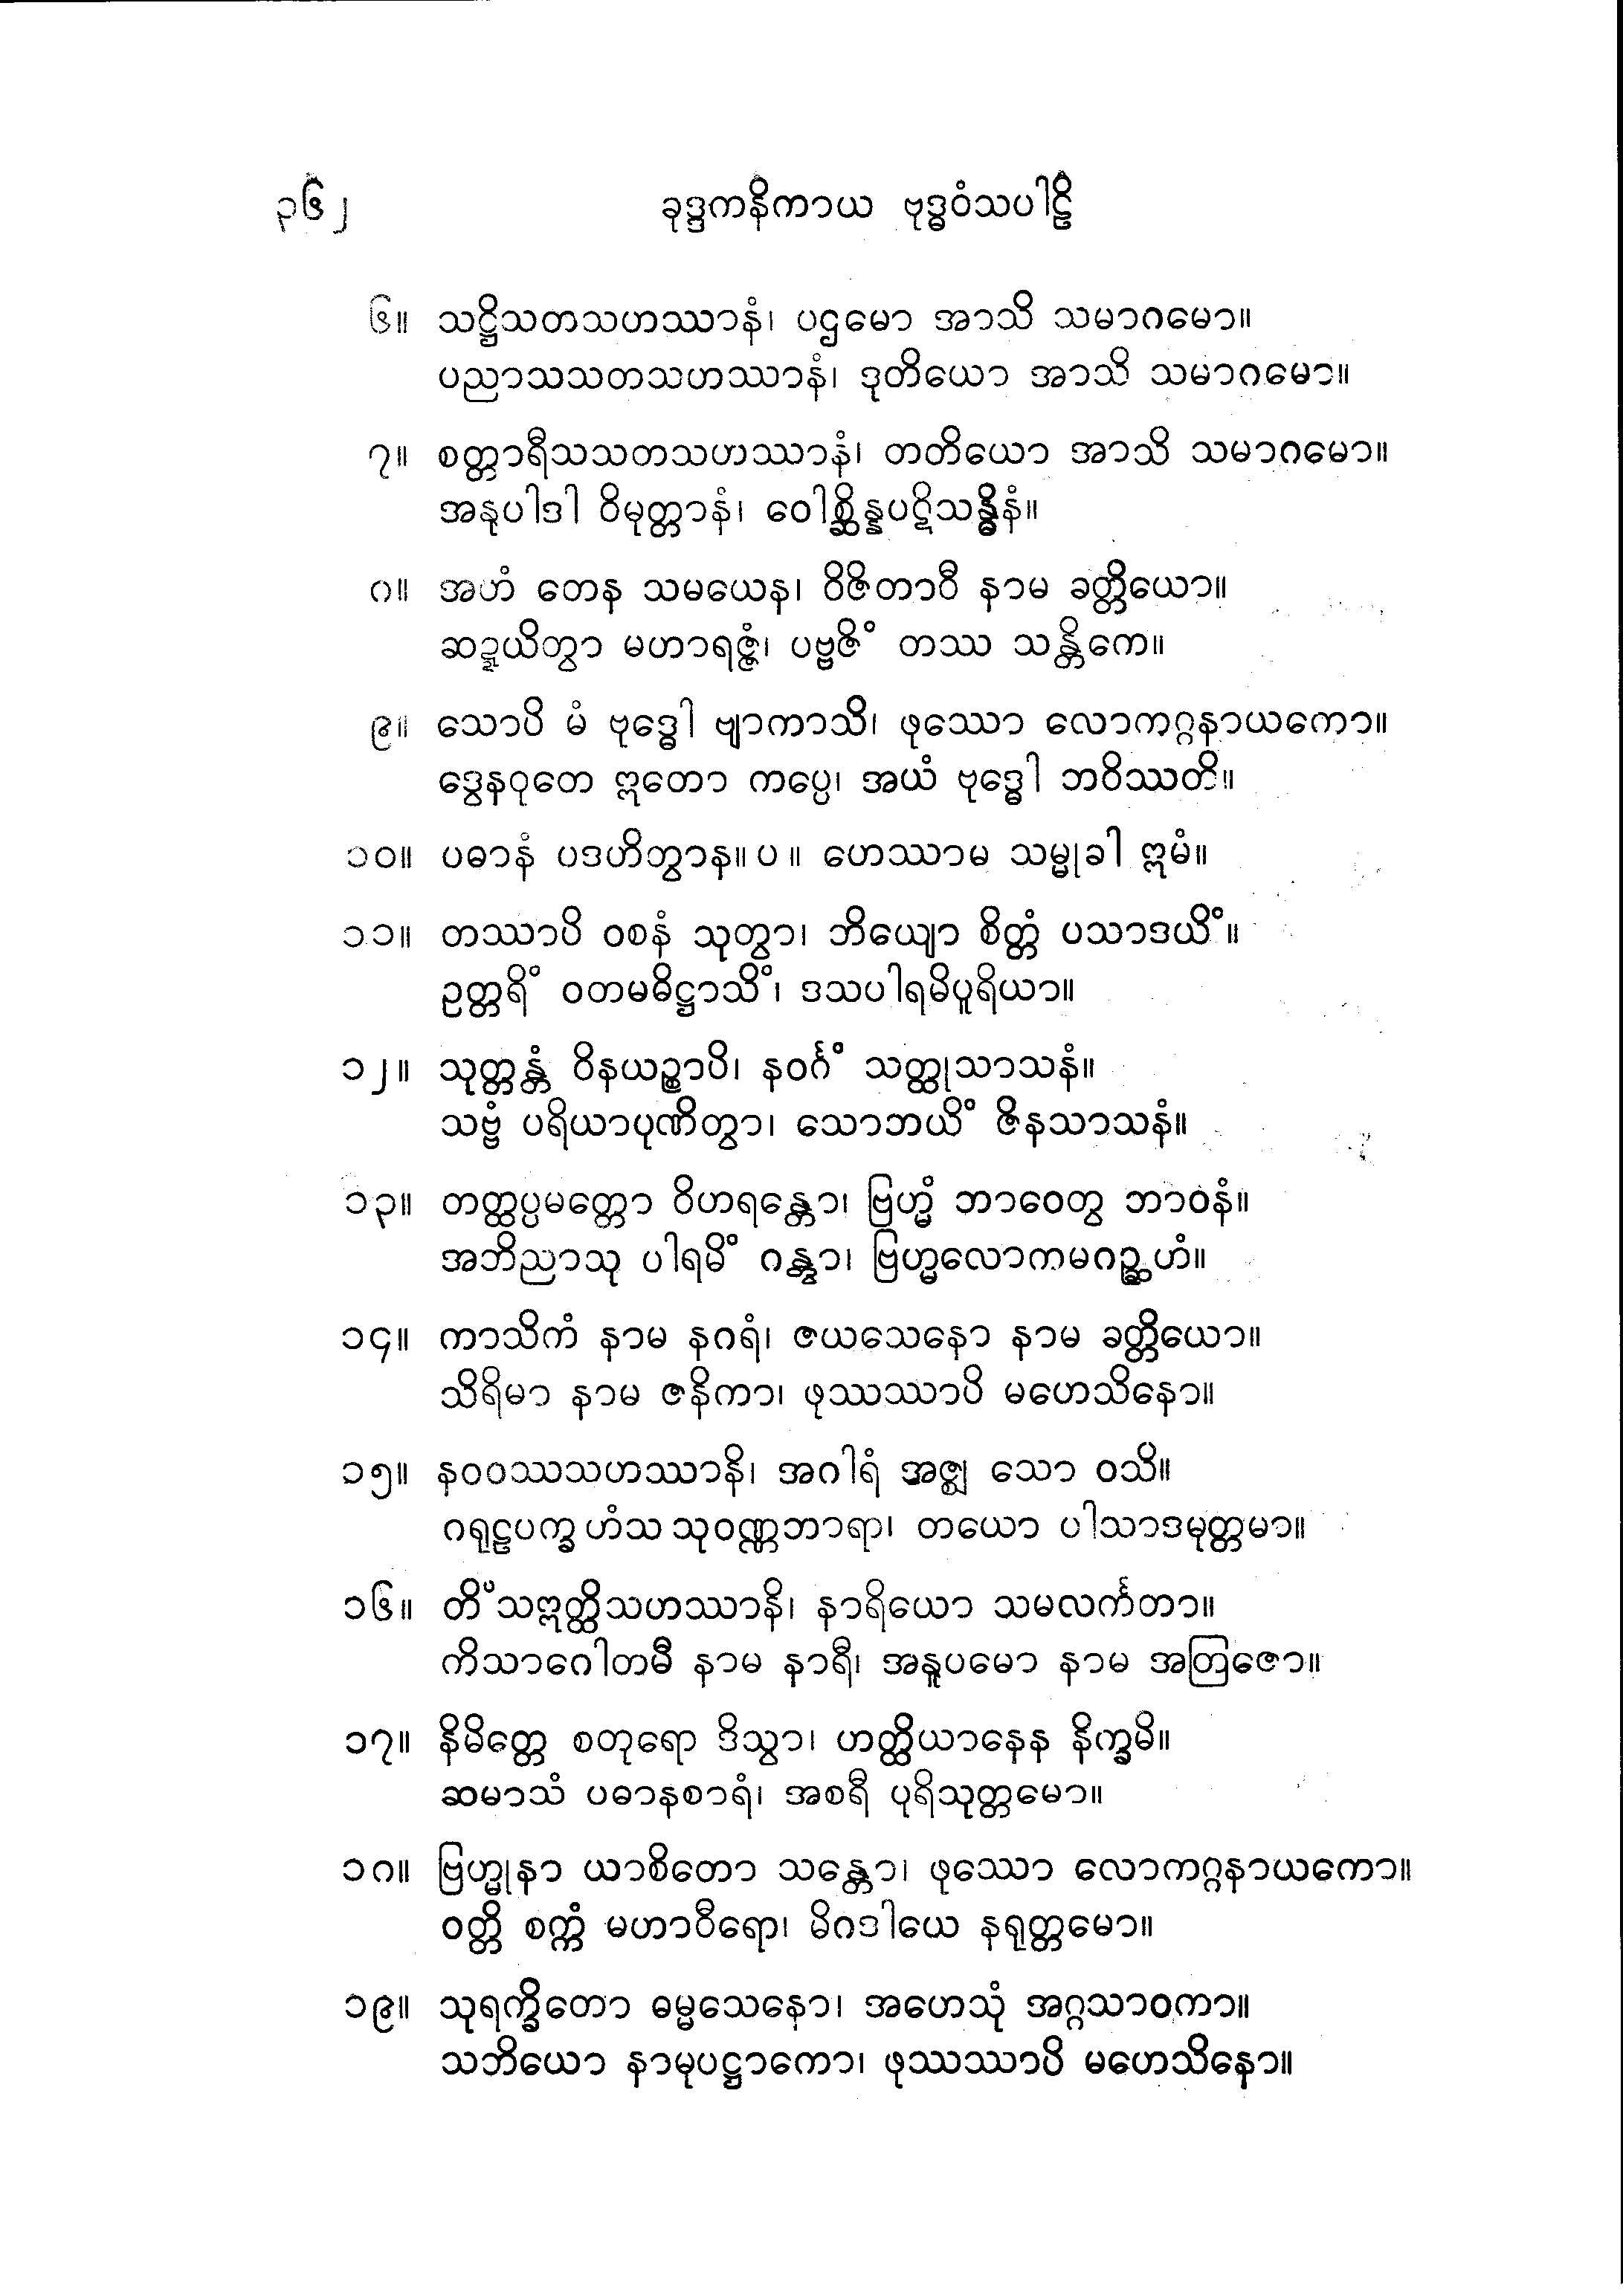 ၃၆၂ ခုဒ္ဒကနိကာယ ဗုဒ္ဓဝံသပါဠိ
၆။ သဋ္ဌိသတသဟဿာနံ၊ ပဌမော အာသိ သမာဂမော။
ပညာသသတသဟဿာနံ၊ ဒုတိယော အာသိ သမာဂမော။
၇။ စတ္တာရီသသတသဟဿာနံ၊ တတိယော အာသိ သမာဂမော။
အနုပါဒါ ဝိမုတ္တာနံ၊ ဝေါစ္ဆိန္နပဋိသန္ဓိနံ။
၈။ အဟံ တေန သမယေန၊ ဝိဇိတာဝီ နာမ ခတ္တိယော။
ဆဍ္ဍယိတွာ မဟာရဇ္ဇံ၊ ပဗ္ဗဇိံ တဿ သန္တိကေ။
၉။ သောပိ မံ ဗုဒ္ဓေါ ဗျာကာသိ၊ ဖုဿော လောကဂ္ဂနာယကော။
ဒွေနဝုတေ ဣတော ကပ္ပေ၊ အယံ ဗုဒ္ဓေါ ဘဝိဿတိ။
၁၀။ ပဓာနံ ပဒဟိတွာန။ ပ ။ ဟေဿာမ သမ္မုခါ ဣမံ။
၁၁။ တဿာပိ ဝစနံ သုတွာ၊ ဘိယျော စိတ္တံ ပသာဒယိံ။
ဥတ္တရိံ ဝတမဓိဋ္ဌာသိံ၊ ဒသပါရမိပူရိယာ။
၁၂။ သုတ္တန္တံ ဝိနယဉ္စာပိ၊ နဝင်္ဂံ သတ္ထုသာသနံ။
သဗ္ဗံ ပရိယာပုဏိတွာ၊ သောဘယိံ ဇိနသာသနံ။
၁၃။ တတ္ထပ္ပမတ္တော ဝိဟရန္တော၊ ဗြဟ္မံ ဘာဝေတွ ဘာဝနံ။
အဘိညာသု ပါရမိံ ဂန္တွာ၊ ဗြဟ္မလောကမဂဉ္ဆဟံ။
၁၄။ ကာသိကံ နာမ နဂရံ၊ ဇယသေနော နာမ ခတ္တိယော။
သိရိမာ နာမ ဇနိကာ၊ ဖုဿဿာပိ မဟေသိနော။
၁၅။ နဝဝဿသဟဿာနိ၊ အဂါရံ အဇ္ဈ သော ဝသိ။
ဂရုဠပက္ခ ဟံသ သုဝဏ္ဏဘာရာ၊ တယော ပါသာဒမုတ္တမာ။
၁၆။ တိံသဣတ္ထိသဟဿာနိ၊ နာရိယော သမလင်္ကတာ။
ကိသာဂေါတမီ နာမ နာရီ၊ အနူပမော နာမ အတြဇော။
၁၇။ နိမိတ္တေ စတုရော ဒိသွာ၊ ဟတ္ထိယာနေန နိက္ခမိ။
ဆမာသံ ပဓာနစာရံ၊ အစရီ ပုရိသုတ္တမော။
၁၈။ ဗြဟ္မုနာ ယာစိတော သန္တော၊ ဖုဿော လောကဂ္ဂနာယကော။
ဝတ္တိ စက္ကံ မဟာဝီရော၊ မိဂဒါယေ နရုတ္တမော။
၁၉။ သုရက္ခိတော ဓမ္မသေနော၊ အဟေသုံ အဂ္ဂသာဝကာ။
သဘိယော နာမုပဋ္ဌာကော၊ ဖုဿဿာပိ မဟေသိနော။